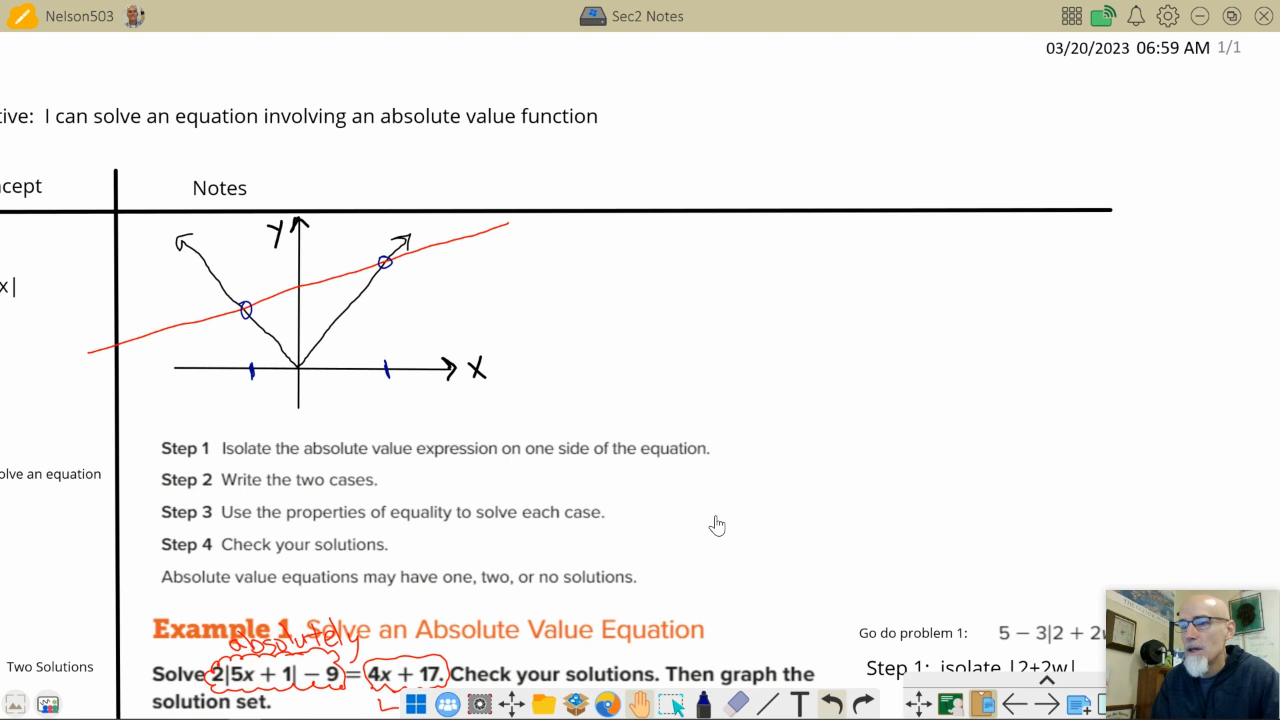 Nelson503
Sec2 Notes
03/20/2023 06:59 AM 1/1
tive: I can solve an equation involving an absolute value function
ncept
Notes
y
x|
x
Step 1 Isolate the absolute value expression on one side of the equation.
olve an equation
Step 2 Write the two cases.
Step 3 Use the properties of equality to solve each case.
Step 4 Check your solutions.
Absolute value equations may have one, two, or no solutions.
Example 1 Solve an Absolute Value Equation
absolutely
Go do problem 1: 5 − 3|2 + 2w
Two Solutions
Solve 2|5x + 1| − 9 = 4x + 17. Check your solutions. Then graph the
solution set.
Step 1: isolate |2+2w|